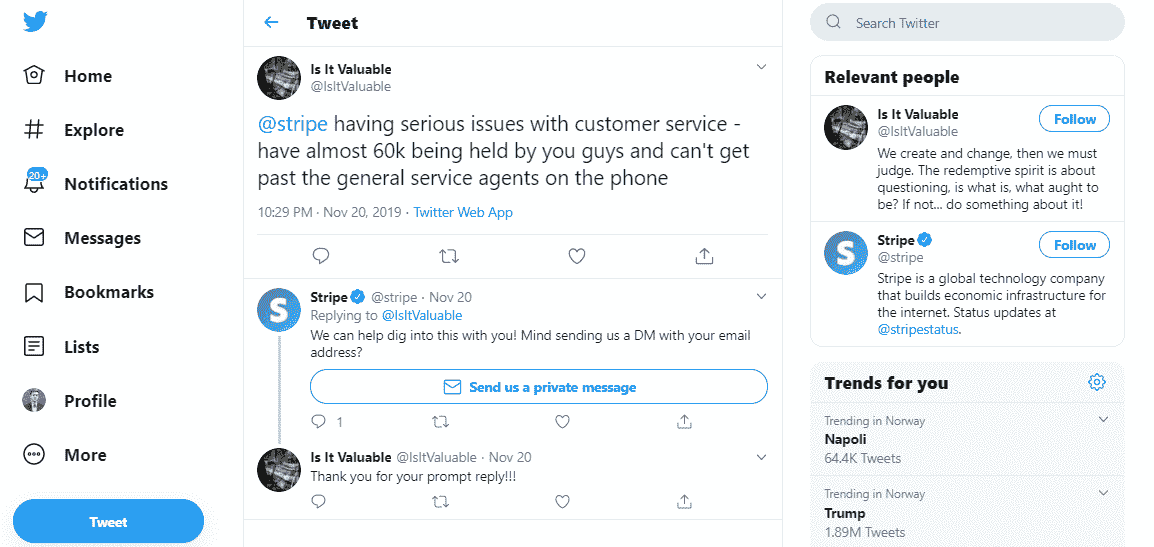 Home
Explore
20+
Notifications
Messages
Bookmarks
Lists
Profile
More
Tweet
Tweet
Is It Valuable
@IsItValuable
@stripe having serious issues with customer service -
have almost 60k being held by you guys and can't get
past the general service agents on the phone
10:29 PM · Nov 20, 2019 · Twitter Web App
S
Stripe @stripe · Nov 20
Replying to @IsItValuable
We can help dig into this with you! Mind sending us a DM with your email
address?
Send us a private message
1
Is It Valuable @IsItValuable · Nov 20
Thank you for your prompt reply!!!
Search Twitter
Relevant people
Is It Valuable
@IsItValuable
Follow
We create and change, then we must
judge. The redemptive spirit is about
questioning, is what is, what aught to
be? If not... do something about it!
S
Stripe
@stripe
Follow
Stripe is a global technology company
that builds economic infrastructure for
the internet. Status updates at
@stripestatus.
Trends for you
Trending in Norway
Napoli
64.4K Tweets
Trending in Norway
Trump
1.89M Tweets